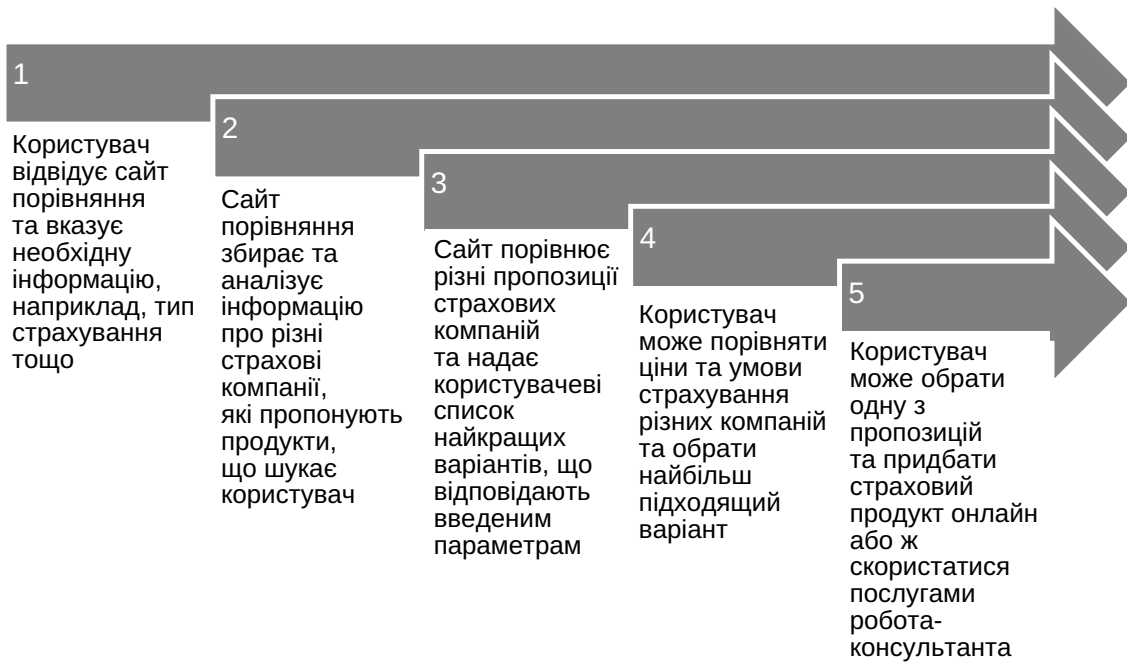 1
Користувач
відвідує сайт
порівняння
та вказує
необхідну
інформацію,
наприклад, тип
страхування
тощо
2
Сайт
порівняння
збирає та
аналізує
інформацію
про різні
страхові
компанії,
які пропонують
продукти,
що шукає
користувач
3
Сайт порівнює
різні пропозиції
страхових
компаній
та надає
користувачеві
список
найкращих
варіантів, що
відповідають
введеним
параметрам
4
Користувач
може порівняти
ціни та умови
страхування
різних компаній
та обрати
найбільш
підходящий
варіант
5
Користувач
може обрати
одну з
пропозицій
та придбати
страховий
продукт онлайн
або ж
скористатися
послугами
робота-
консультанта